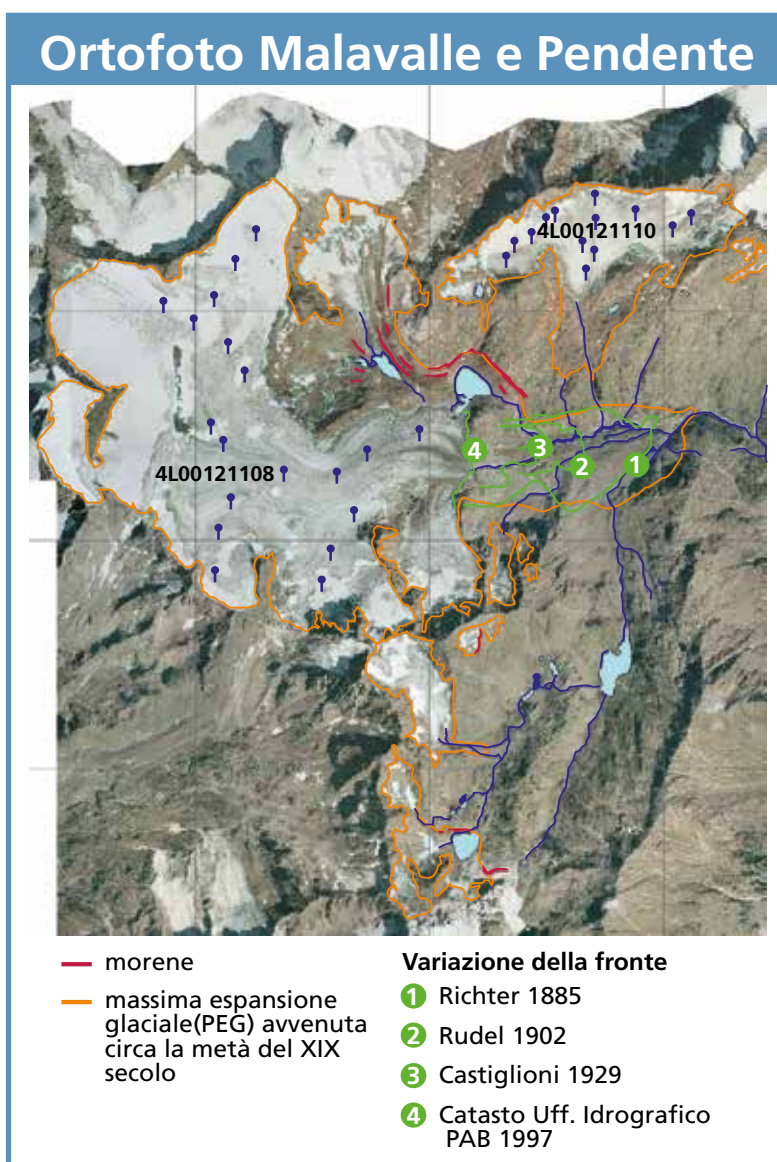 Ortofoto Malavalle e Pendente
4L00121110
4
3
2
1
4L00121108
morene
massima espansione
glaciale(PEG) avvenuta
circa la metà del XIX
secolo
Variazione della fronte
1 Richter 1885
2 Rudel 1902
3 Castiglioni 1929
4 Catasto Uff. Idrografico
PAB 1997